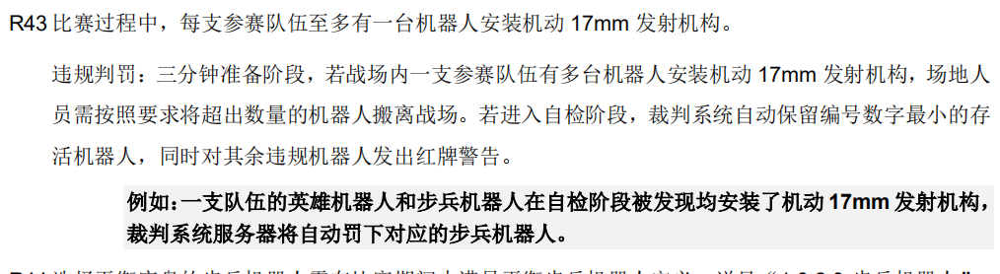 R43 比赛过程中，每支参赛队伍至多有一台机器人安装机动 17mm 发射机构。
违规判罚：三分钟准备阶段，若战场内一支参赛队伍有多台机器人安装机动 17mm 发射机构，场地人
员需按照要求将超出数量的机器人搬离战场。若进入自检阶段，裁判系统自动保留编号数字最小的存
活机器人，同时对其余违规机器人发出红牌警告。
例如：一支队伍的英雄机器人和步兵机器人在自检阶段被发现均安装了机动 17mm 发射机构，
裁判系统服务器将自动罚下对应的步兵机器人。